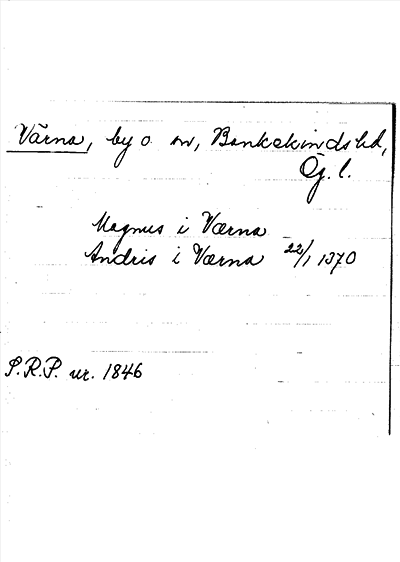 Värna, by o. sn, Bankekinds hd,
Ög. l.
Magnus i Værna
Andris i Værna 22/1 1370
S.R.P. nr. 1846